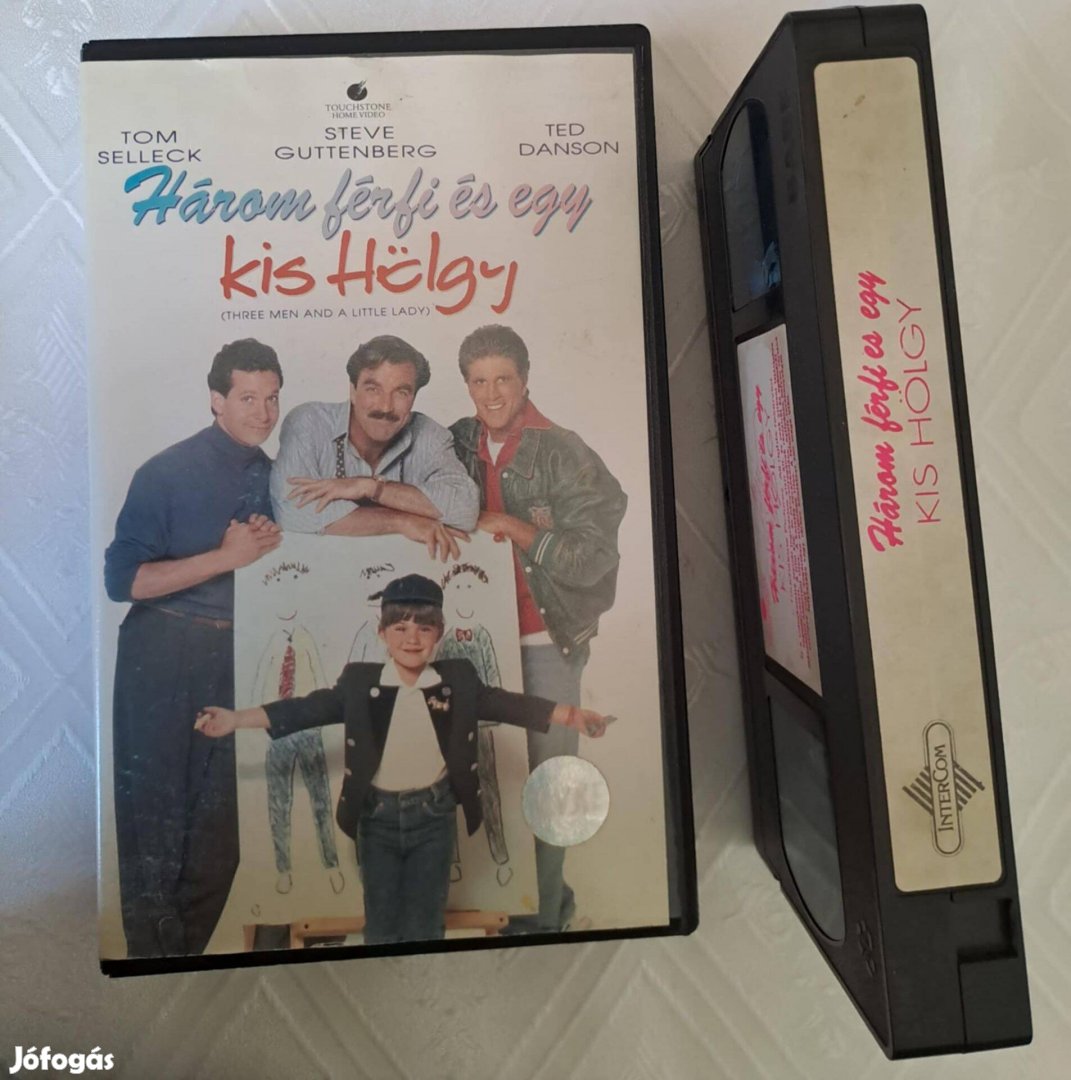 TOUCHSTONE
HOME VIDEO
TOM
SELLECK
STEVE
GUTTENBERG
TED
DANSON
Három férfi és egy
kis Hölgy
(THREE MEN AND A LITTLE LADY)
Három férfi es egy
KIS HÖLGY
INTERCOM
Jófogás